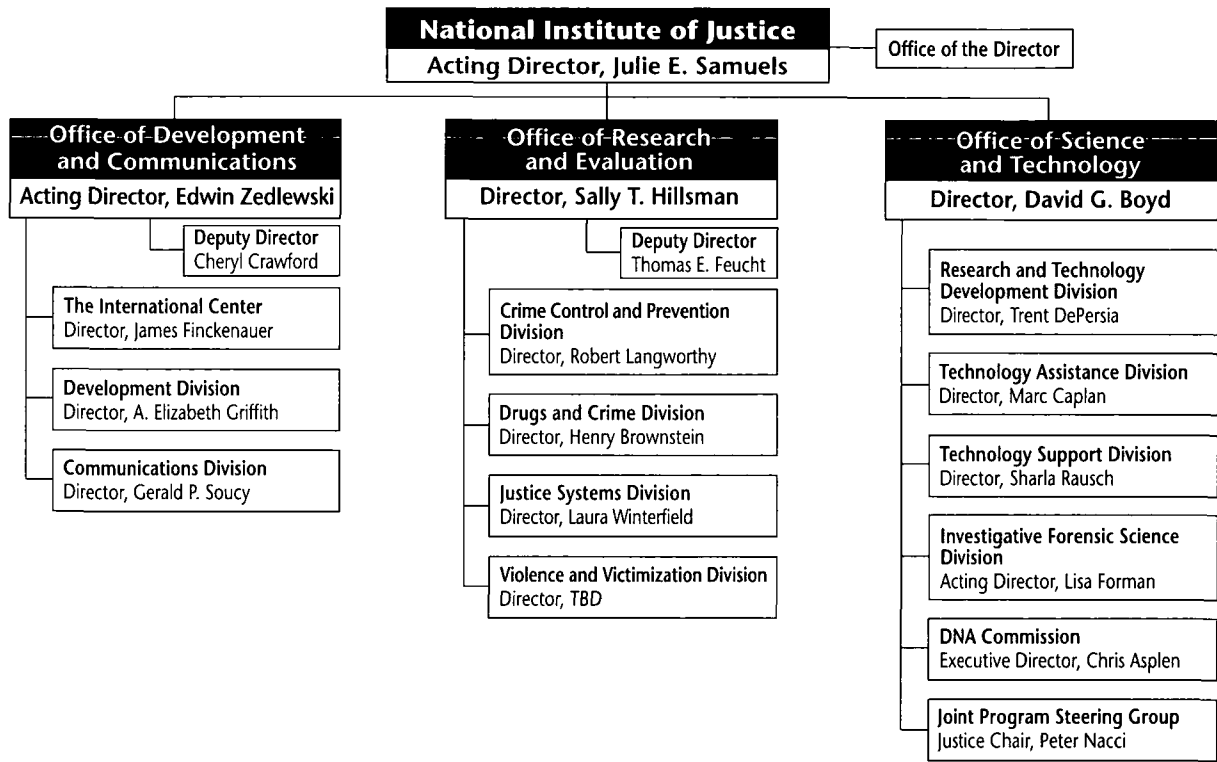 National Institute of Justice
Acting Director, Julie E. Samuels
Office of the Director
Office of Development
and Communications
Acting Director, Edwin Zedlewski
Deputy Director
Cheryl Crawford
The International Center
Director, James Finckenauer
Development Division
Director, A. Elizabeth Griffith
Communications Division
Director, Gerald P. Soucy
Office of Research
and Evaluation
Director, Sally T. Hillsman
Deputy Director
Thomas E. Feucht
Crime Control and Prevention
Division
Director, Robert Langworthy
Drugs and Crime Division
Director, Henry Brownstein
Justice Systems Division
Director, Laura Winterfield
Violence and Victimization Division
Director, TBD
Office of Science
and Technology
Director, David G. Boyd
Research and Technology
Development Division
Director, Trent DePersia
Technology Assistance Division
Director, Marc Caplan
Technology Support Division
Director, Sharla Rausch
Investigative Forensic Science
Division
Acting Director, Lisa Forman
DNA Commission
Executive Director, Chris Asplen
Joint Program Steering Group
Justice Chair, Peter Nacci